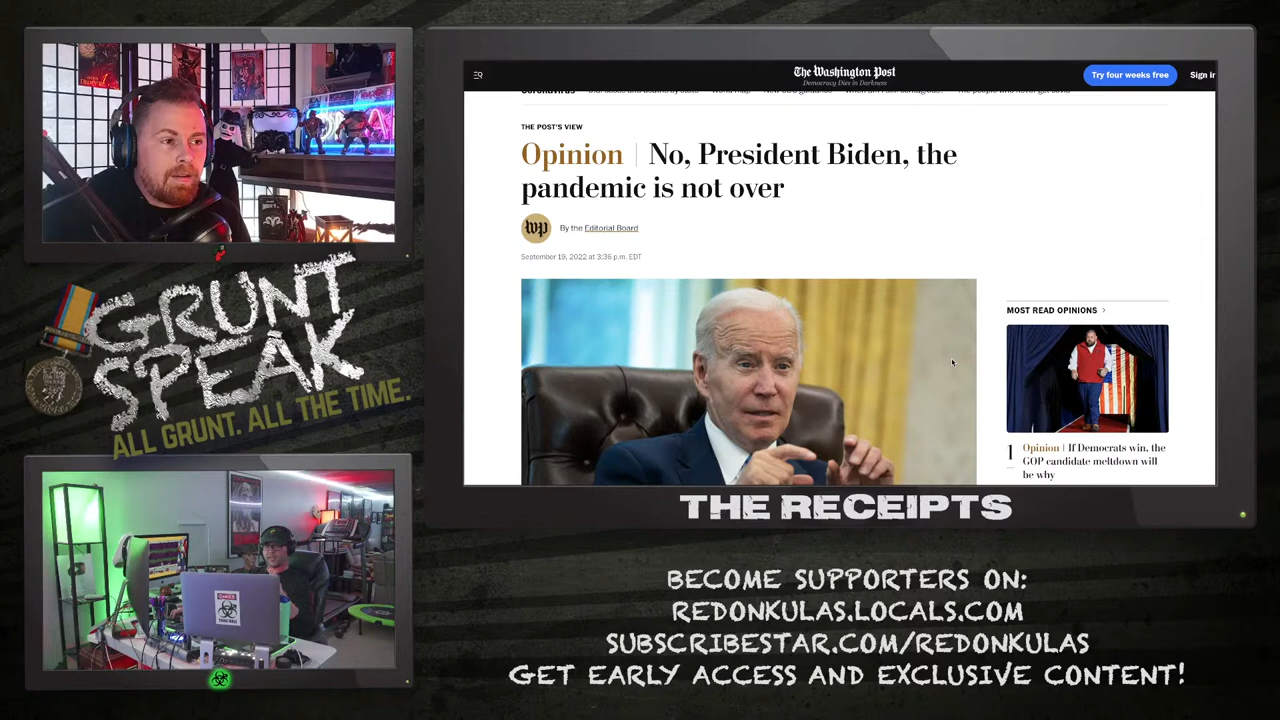 The Washington Post
Democracy Dies in Darkness
Try four weeks free
Sign in
THE POST'S VIEW
Opinion | No, President Biden, the
pandemic is not over
wp
By the Editorial Board
September 19, 2022 at 3:36 p.m. EDT
MOST READ OPINIONS
1
Opinion | If Democrats win, the
GOP candidate meltdown will
be why
GRUNT
SPEAK
ALL GRUNT. ALL THE TIME.
THE RECEIPTS
BECOME SUPPORTERS ON:
REDONKULAS.LOCALS.COM
SUBSCRIBESTAR.COM/REDONKULAS
GET EARLY ACCESS AND EXCLUSIVE CONTENT!